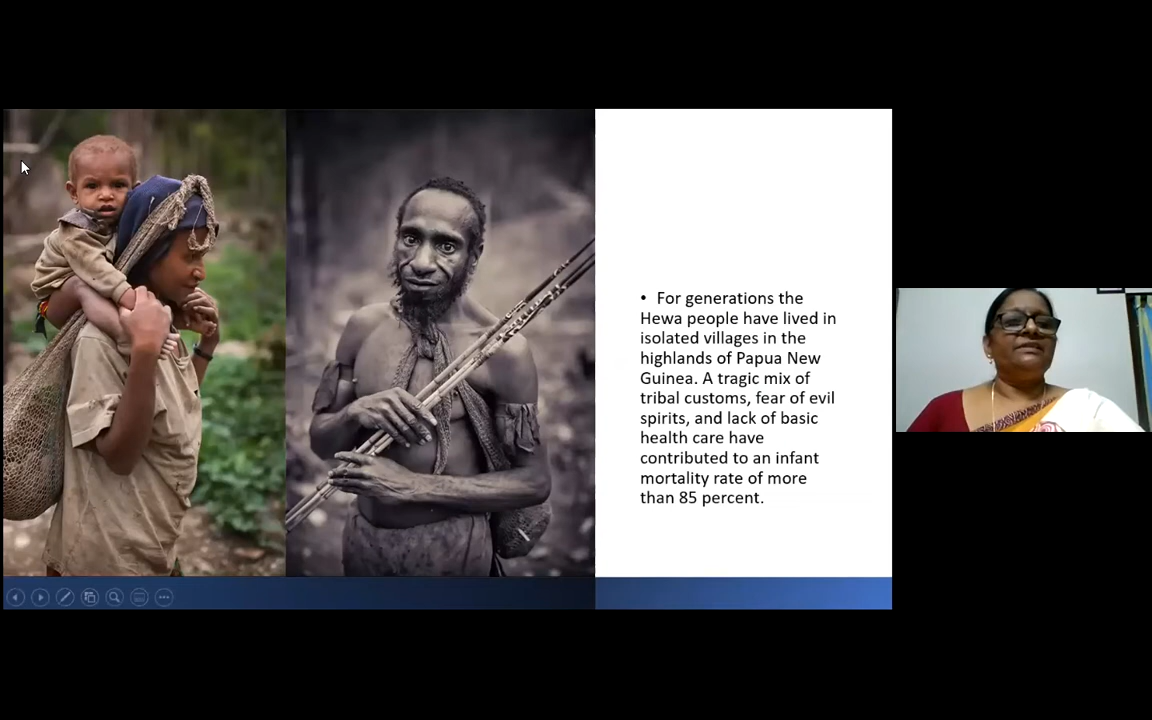 • For generations the
Hewa people have lived in
isolated villages in the
highlands of Papua New
Guinea. A tragic mix of
tribal customs, fear of evil
spirits, and lack of basic
health care have
contributed to an infant
mortality rate of more
than 85 percent.